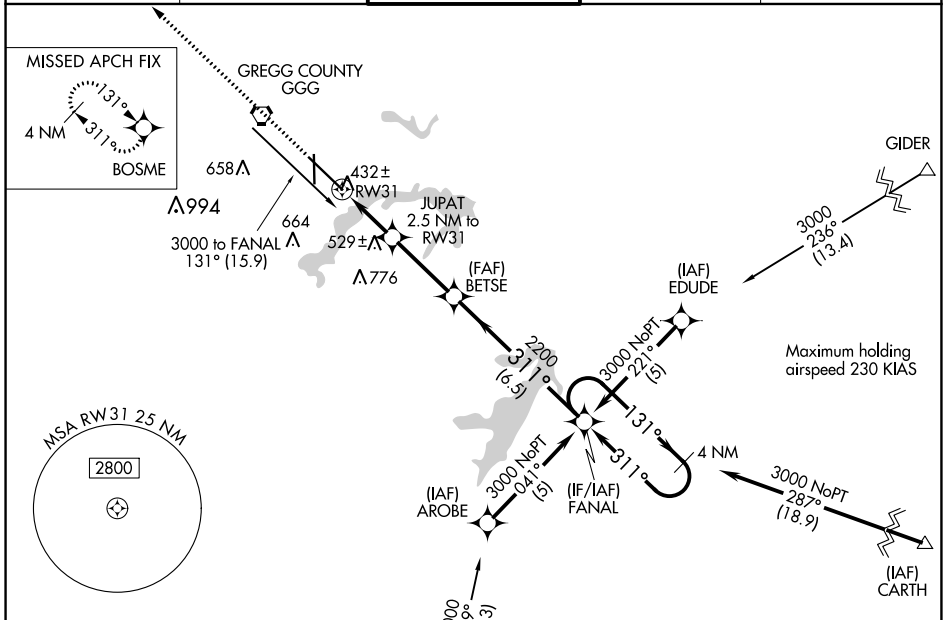 MISSED APCH FIX
131°
4 NM
311°
BOSME
GREGG COUNTY
GGG
658
994
664
3000 to FANAL
131° (15.9)
432±
RW31
JUPAT
2.5 NM to
RW31
529±
776
(FAF)
BETSE
GIDER
3000
236°
(13.4)
(IAF)
EDUDE
3000 NoPT
221°
(5)
Maximum holding
airspeed 230 KIAS
2200
311°
(6.5)
131°
4 NM
311°
MSA RW31 25 NM
2800
(IAF)
AROBE
3000 NoPT
041°
(5)
(IF/IAF)
FANAL
3000 NoPT
287°
(18.9)
(IAF)
CARTH